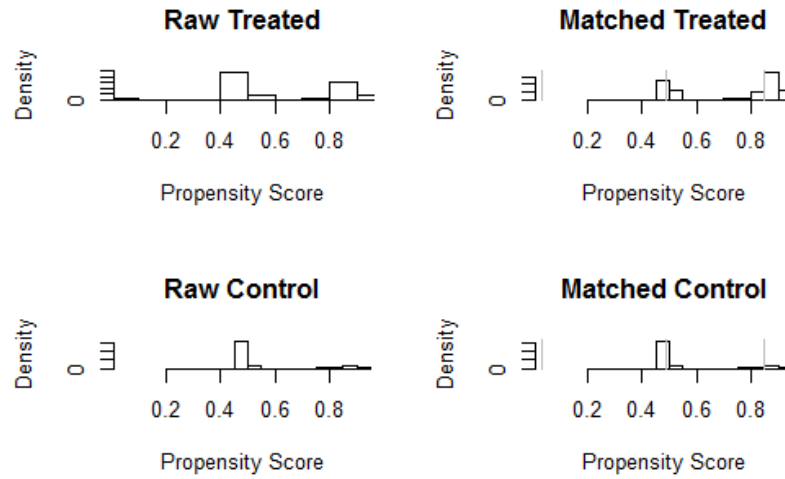 Raw Treated
Density
0
0.2 0.4 0.6 0.8
Propensity Score
Matched Treated
Density
0
0.2 0.4 0.6 0.8
Propensity Score
Raw Control
Density
0
0.2 0.4 0.6 0.8
Propensity Score
Matched Control
Density
0
0.2 0.4 0.6 0.8
Propensity Score